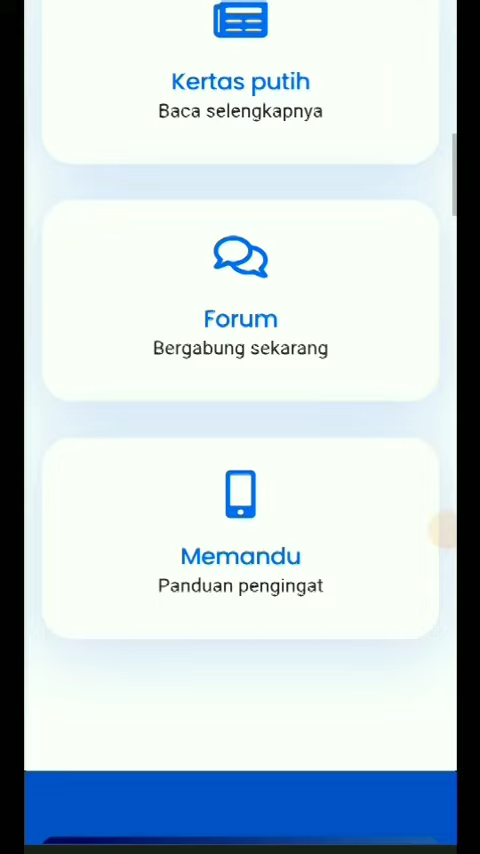 Kertas putih
Baca selengkapnya
Forum
Bergabung sekarang
Memandu
Panduan pengingat